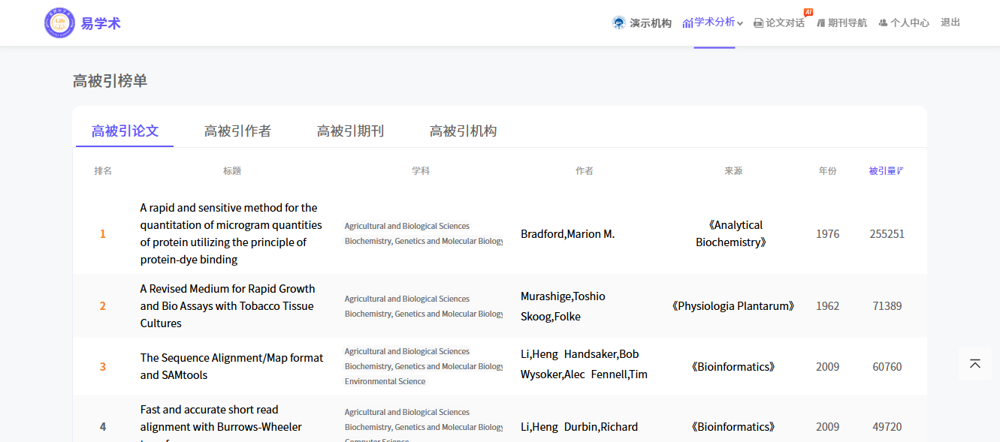 易学术
演示机构 学术分析 论文对话 AI 期刊导航 个人中心 退出
高被引榜单
高被引论文 高被引作者 高被引期刊 高被引机构
排名 标题 学科 作者 来源 年份 被引量
1
A rapid and sensitive method for the
quantitation of microgram quantities
of protein utilizing the principle of
protein-dye binding
Agricultural and Biological Sciences
Biochemistry, Genetics and Molecular Biology
Bradford,Marion M.
《Analytical
Biochemistry》
1976
255251
2
A Revised Medium for Rapid Growth
and Bio Assays with Tobacco Tissue
Cultures
Agricultural and Biological Sciences
Biochemistry, Genetics and Molecular Biology
Murashige,Toshio
Skoog,Folke
《Physiologia Plantarum》
1962
71389
3
The Sequence Alignment/Map format
and SAMtools
Agricultural and Biological Sciences
Biochemistry, Genetics and Molecular Biology
Environmental Science
Li,Heng Handsaker,Bob
Wysoker,Alec Fennell,Tim
《Bioinformatics》
2009
60760
4
Fast and accurate short read
alignment with Burrows-Wheeler
Agricultural and Biological Sciences
Biochemistry, Genetics and Molecular Biology
Computer Science
Li,Heng Durbin,Richard
《Bioinformatics》
2009
49720